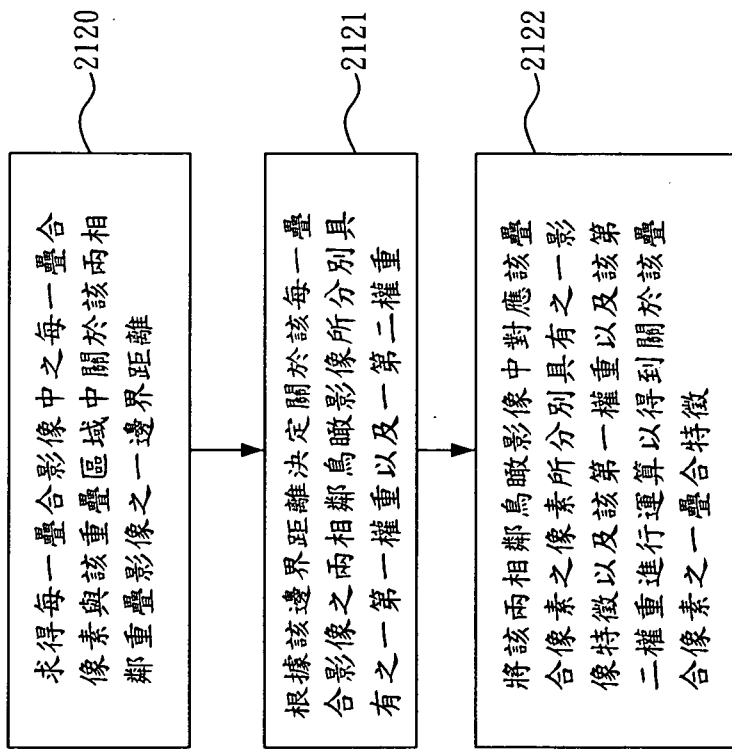 求得每一疊合影像中之每一疊合
像素與該重疊區域中關於該兩相
鄰重疊影像之一邊界距離
2120
根據該邊界距離決定關於該每一疊
合影像之兩相鄰鳥瞰影像所分別具
有之一第一權重以及一第二權重
2121
將該兩相鄰鳥瞰影像中對應該疊
合像素之像素所分別具有之一影
像特徵以及該第一權重以及該第
二權重進行運算以得到關於該疊
合像素之一疊合特徵
2122